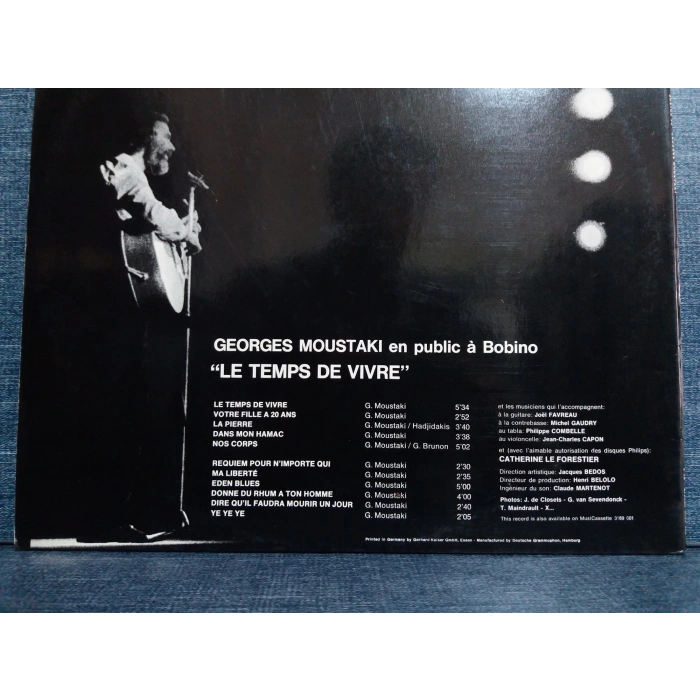 GEORGES MOUSTAKI en public à Bobino
“LE TEMPS DE VIVRE”
LE TEMPS DE VIVRE G. Moustaki 5'34
VOTRE FILLE A 20 ANS G. Moustaki 2'52
LA PIERRE G. Moustaki / Hadjidakis 3'40
DANS MON HAMAC G. Moustaki 3'38
NOS CORPS G. Moustaki / G. Brunon 5'02
REQUIEM POUR N'IMPORTE QUI G. Moustaki 2'30
MA LIBERTÉ G. Moustaki 2'35
EDEN BLUES G. Moustaki 5'00
DONNE DU RHUM A TON HOMME G. Moustaki 4'00
DIRE QU'IL FAUDRA MOURIR UN JOUR G. Moustaki 2'40
YE YE YE G. Moustaki 2'05
et les musiciens qui l'accompagnent:
à la guitare: Joël FAVREAU
à la contrebasse: Michel GAUDRY
au tabla: Philippe COMBELLE
au violoncelle: Jean-Charles CAPON
et (avec l'aimable autorisation des disques Philips):
CATHERINE LE FORESTIER
Direction artistique: Jacques BEDOS
Directeur de production: Henri BELOLO
Ingénieur du son: Claude MARTENOT
Photos: J. de Closets - G. van Sevendonck -
T. Maindrault - X...
This record is also available on MusiCassette 3169 001
Printed in Germany by Gerhard Kaiser GmbH, Essen - Manufactured by Deutsche Grammophon, Hamburg